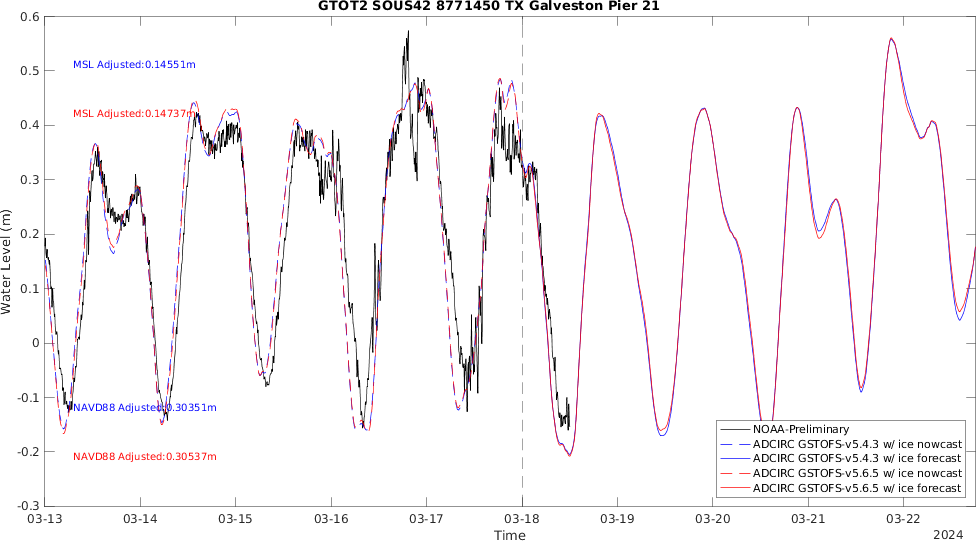 GTOT2 SOUS42 8771450 TX Galveston Pier 21
0.6
0.5
0.4
0.3
0.2
0.1
0
-0.1
-0.2
-0.3
Water Level (m)
MSL Adjusted:0.14551m
MSL Adjusted:0.14737m
NAVD88 Adjusted:0.30351m
NAVD88 Adjusted:0.30537m
NOAA-Preliminary
ADCIRC GSTOFS-v5.4.3 w/ ice nowcast
ADCIRC GSTOFS-v5.4.3 w/ ice forecast
ADCIRC GSTOFS-v5.6.5 w/ ice nowcast
ADCIRC GSTOFS-v5.6.5 w/ ice forecast
03-13 03-14 03-15 03-16 03-17 03-18 03-19 03-20 03-21 03-22
Time
2024